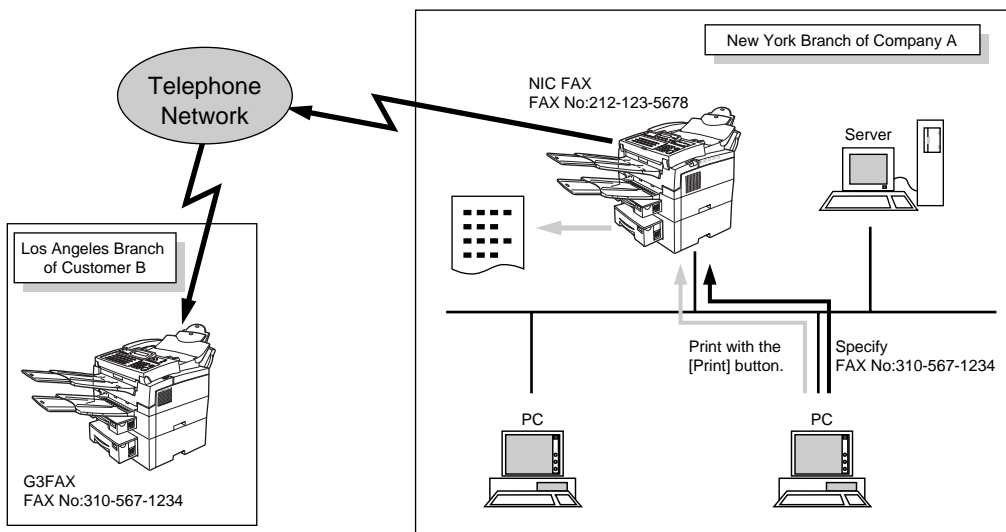 New York Branch of Company A
Telephone
Network
NIC FAX
FAX No:212-123-5678
Server
Los Angeles Branch
of Customer B
Print with the
[Print] button.
Specify
FAX No:310-567-1234
PC
PC
G3FAX
FAX No:310-567-1234